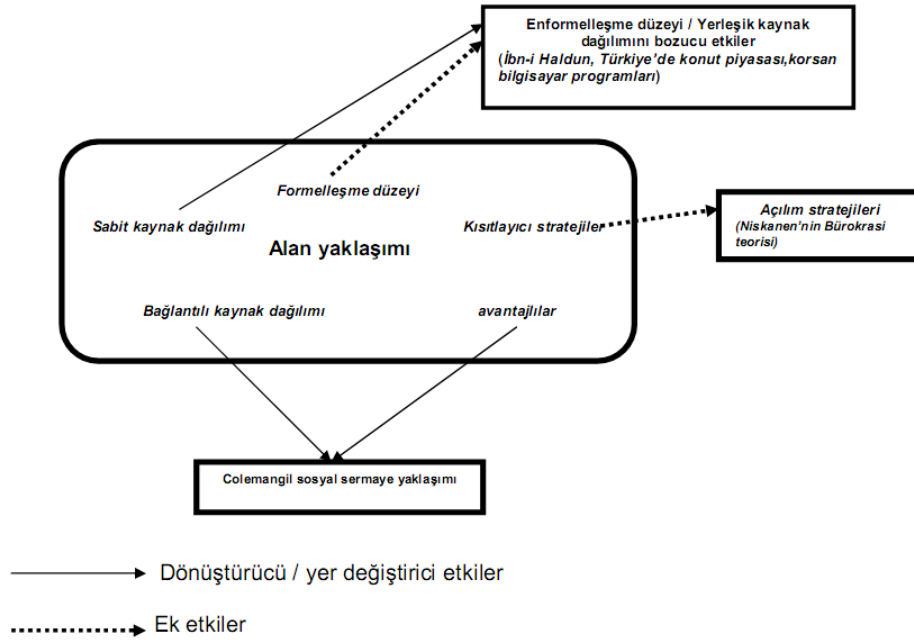 Enformelleşme düzeyi / Yerleşik kaynak
dağılımını bozucu etkiler
(İbn-i Haldun, Türkiye'de konut piyasası,korsan
bilgisayar programları)
Formelleşme düzeyi
Sabit kaynak dağılımı
Kısıtlayıcı stratejiler
Açılım stratejileri
(Niskanen'nin Bürokrasi
teorisi)
Alan yaklaşımı
Bağlantılı kaynak dağılımı
avantajlılar
Colemangil sosyal sermaye yaklaşımı
Dönüştürücü / yer değiştirici etkiler
Ek etkiler